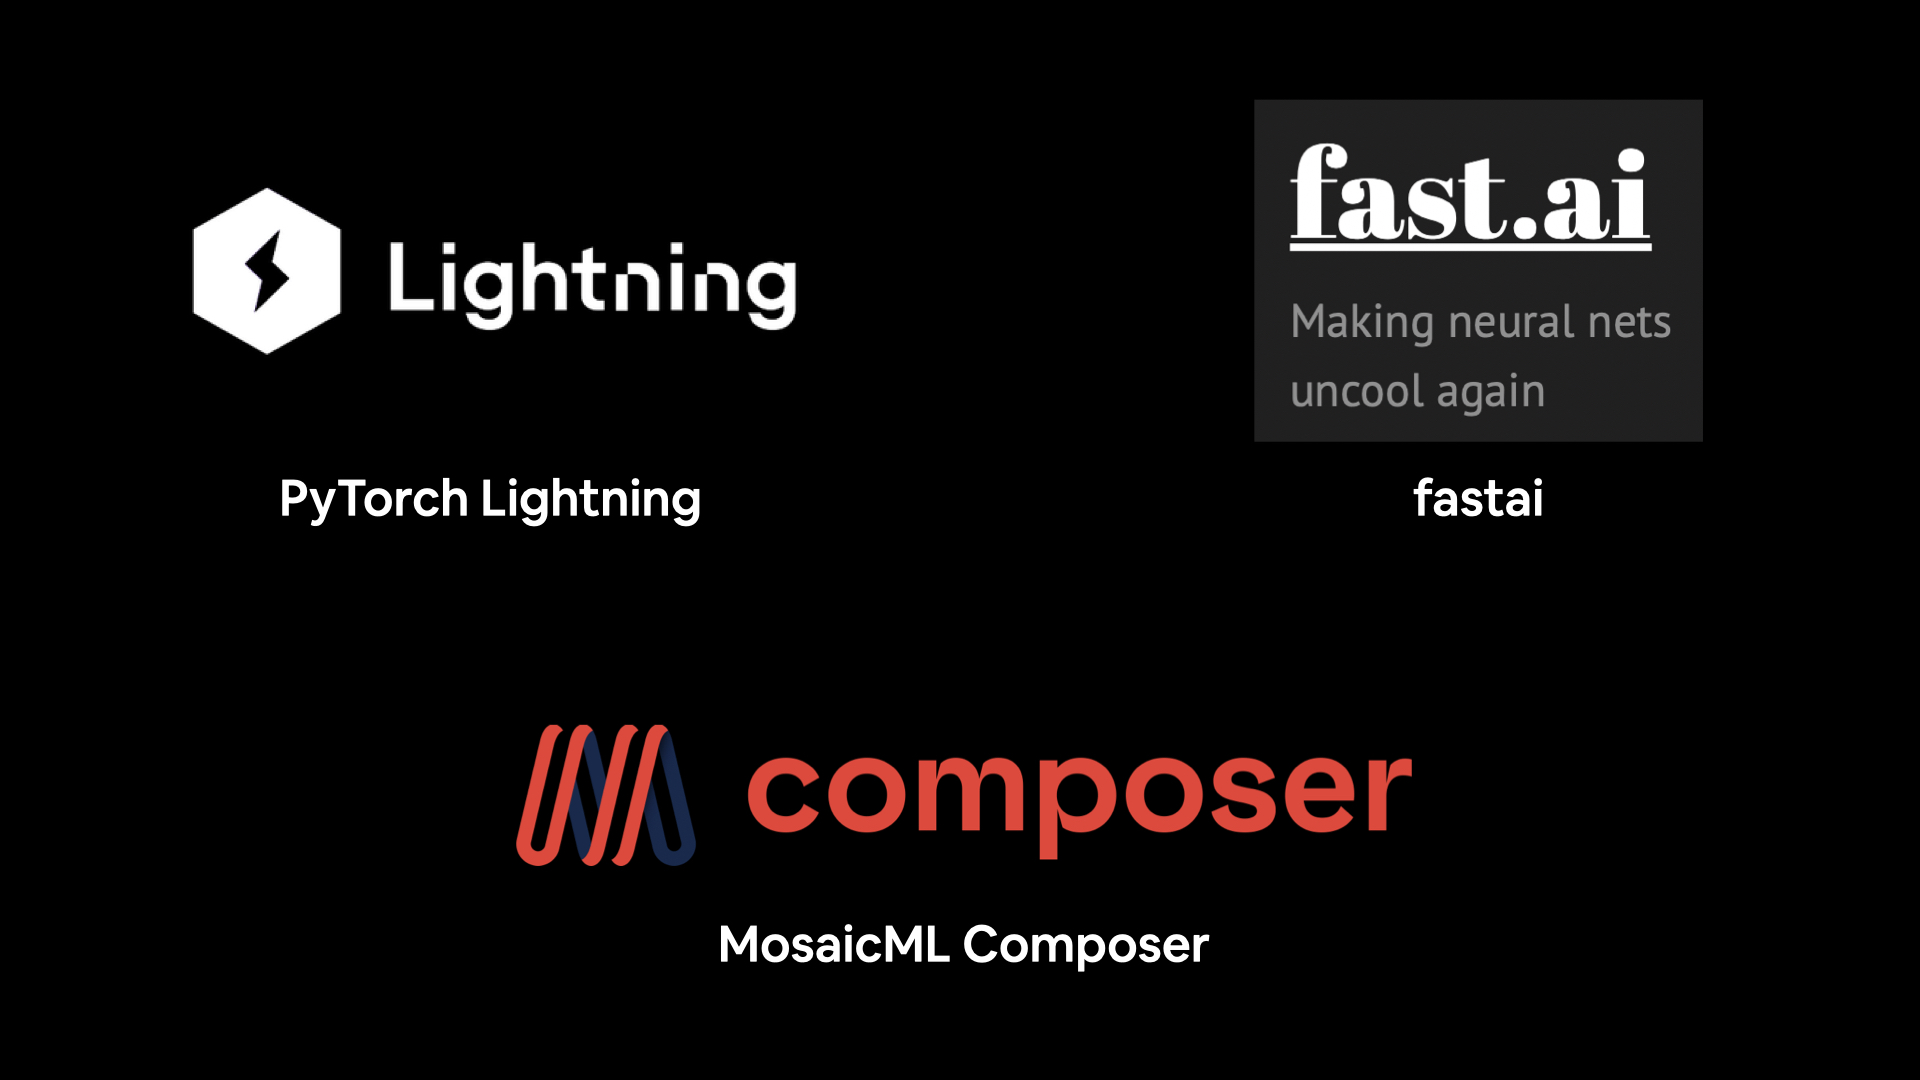 Lightning
PyTorch Lightning
fast.ai
Making neural nets
uncool again
fastai
composer
MosaicML Composer